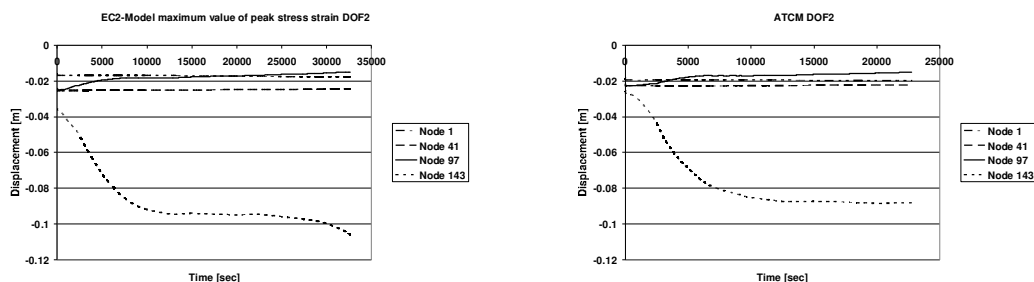 EC2-Model maximum value of peak stress strain DOF2
0
0 5000 10000 15000 20000 25000 30000 35000
-0.02
-0.04
-0.06
-0.08
-0.1
-0.12
Displacement [m]
Time [sec]
Node 1
Node 41
Node 97
Node 143
ATCM DOF2
0
0 5000 10000 15000 20000 25000
-0.02
-0.04
-0.06
-0.08
-0.1
-0.12
Displacement [m]
Time [sec]
Node 1
Node 41
Node 97
Node 143